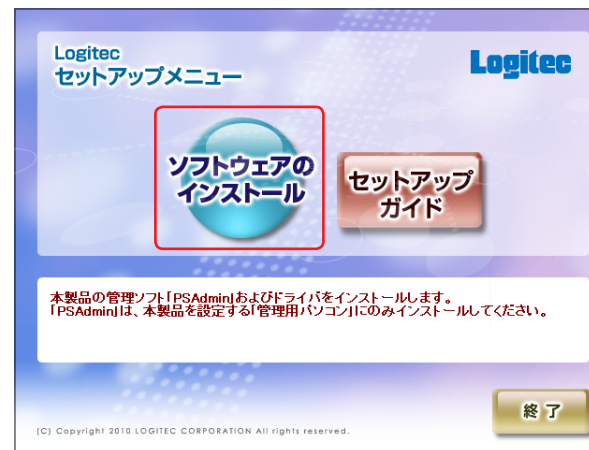 Logitec
セットアップメニュー
Logitec
ソフトウェアの
インストール
セットアップ
ガイド
本製品の管理ソフト「PSAdmin」およびドライバをインストールします。
「PSAdmin」は、本製品を設定する「管理用パソコン」にのみインストールしてください。
終了
(C) Copyright 2010 LOGITEC CORPORATION All rights reserved.